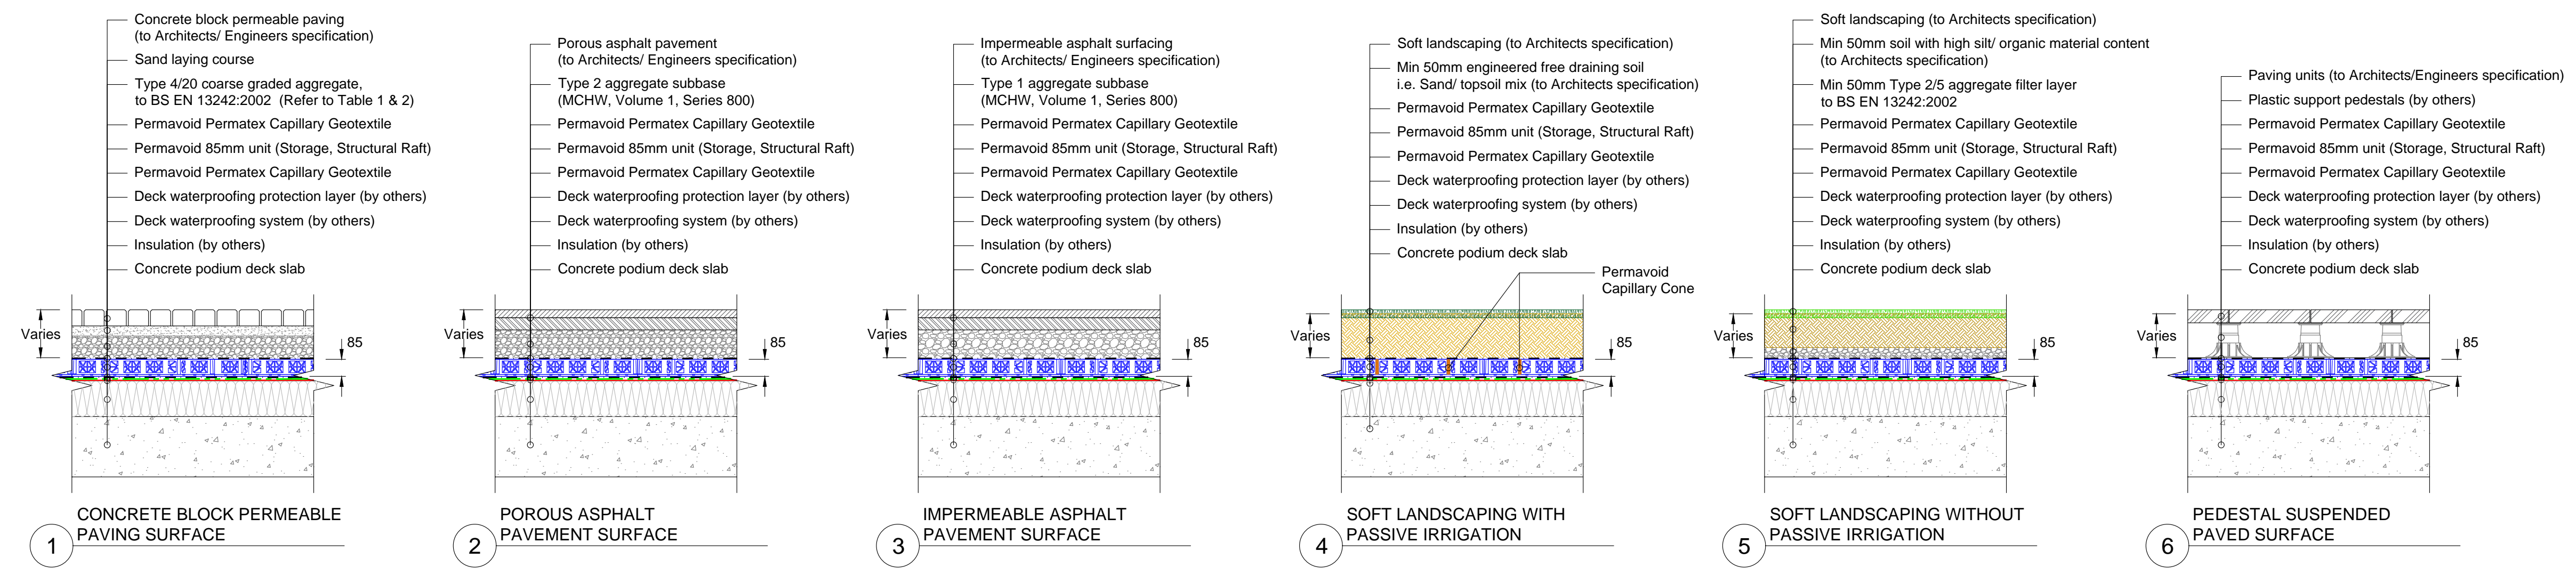 Concrete block permeable paving
(to Architects/ Engineers specification)
Sand laying course
Type 4/20 coarse graded aggregate,
to BS EN 13242:2002 (Refer to Table 1 & 2)
Permavoid Permatex Capillary Geotextile
Permavoid 85mm unit (Storage, Structural Raft)
Permavoid Permatex Capillary Geotextile
Deck waterproofing protection layer (by others)
Deck waterproofing system (by others)
Insulation (by others)
Concrete podium deck slab
Varies
85
1
CONCRETE BLOCK PERMEABLE
PAVING SURFACE
Porous asphalt pavement
(to Architects/ Engineers specification)
Type 2 aggregate subbase
(MCHW, Volume 1, Series 800)
Permavoid Permatex Capillary Geotextile
Permavoid 85mm unit (Storage, Structural Raft)
Permavoid Permatex Capillary Geotextile
Deck waterproofing protection layer (by others)
Deck waterproofing system (by others)
Insulation (by others)
Concrete podium deck slab
Varies
85
2
POROUS ASPHALT
PAVEMENT SURFACE
Impermeable asphalt surfacing
(to Architects/ Engineers specification)
Type 1 aggregate subbase
(MCHW, Volume 1, Series 800)
Permavoid Permatex Capillary Geotextile
Permavoid 85mm unit (Storage, Structural Raft)
Permavoid Permatex Capillary Geotextile
Deck waterproofing protection layer (by others)
Deck waterproofing system (by others)
Insulation (by others)
Concrete podium deck slab
Varies
85
3
IMPERMEABLE ASPHALT
PAVEMENT SURFACE
Soft landscaping (to Architects specification)
Min 50mm engineered free draining soil
i.e. Sand/ topsoil mix (to Architects specification)
Permavoid Permatex Capillary Geotextile
Permavoid 85mm unit (Storage, Structural Raft)
Permavoid Permatex Capillary Geotextile
Deck waterproofing protection layer (by others)
Deck waterproofing system (by others)
Insulation (by others)
Concrete podium deck slab
Permavoid
Capillary Cone
Varies
85
4
SOFT LANDSCAPING WITH
PASSIVE IRRIGATION
Soft landscaping (to Architects specification)
Min 50mm soil with high silt/ organic material content
(to Architects specification)
Min 50mm Type 2/5 aggregate filter layer
to BS EN 13242:2002
Permavoid Permatex Capillary Geotextile
Permavoid 85mm unit (Storage, Structural Raft)
Permavoid Permatex Capillary Geotextile
Deck waterproofing protection layer (by others)
Deck waterproofing system (by others)
Insulation (by others)
Concrete podium deck slab
Varies
85
5
SOFT LANDSCAPING WITHOUT
PASSIVE IRRIGATION
Paving units (to Architects/Engineers specification)
Plastic support pedestals (by others)
Permavoid Permatex Capillary Geotextile
Permavoid 85mm unit (Storage, Structural Raft)
Permavoid Permatex Capillary Geotextile
Deck waterproofing protection layer (by others)
Deck waterproofing system (by others)
Insulation (by others)
Concrete podium deck slab
Varies
85
6
PEDESTAL SUSPENDED
PAVED SURFACE